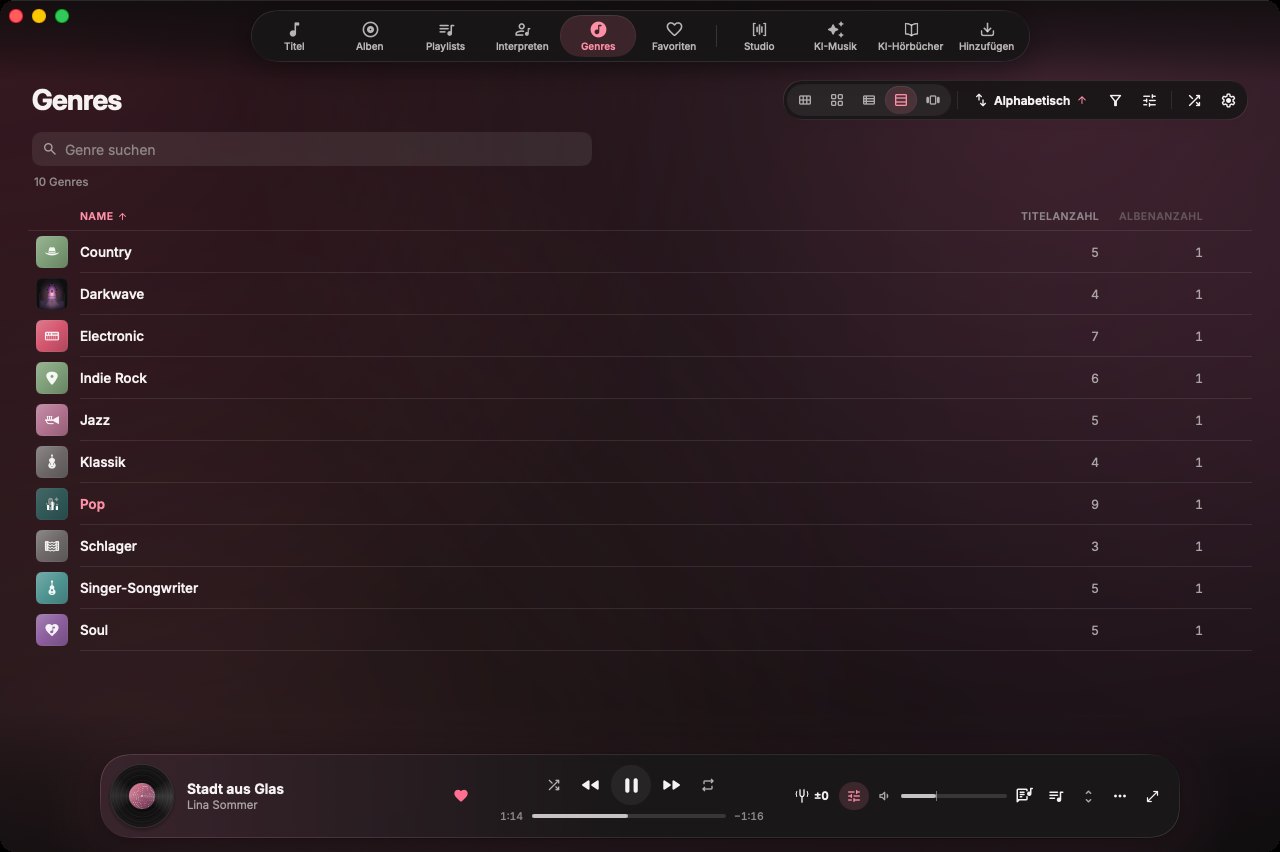 Titel Alben Playlists Interpreten Genres Favoriten Studio KI-Musik KI-Hörbücher Hinzufügen
Genres
Alphabetisch
Genre suchen
10 Genres
NAME TITELANZAHL ALBENANZAHL
Country 5 1
Darkwave 4 1
Electronic 7 1
Indie Rock 6 1
Jazz 5 1
Klassik 4 1
Pop 9 1
Schlager 3 1
Singer-Songwriter 5 1
Soul 5 1
Stadt aus Glas
Lina Sommer
±0
1:14 −1:16